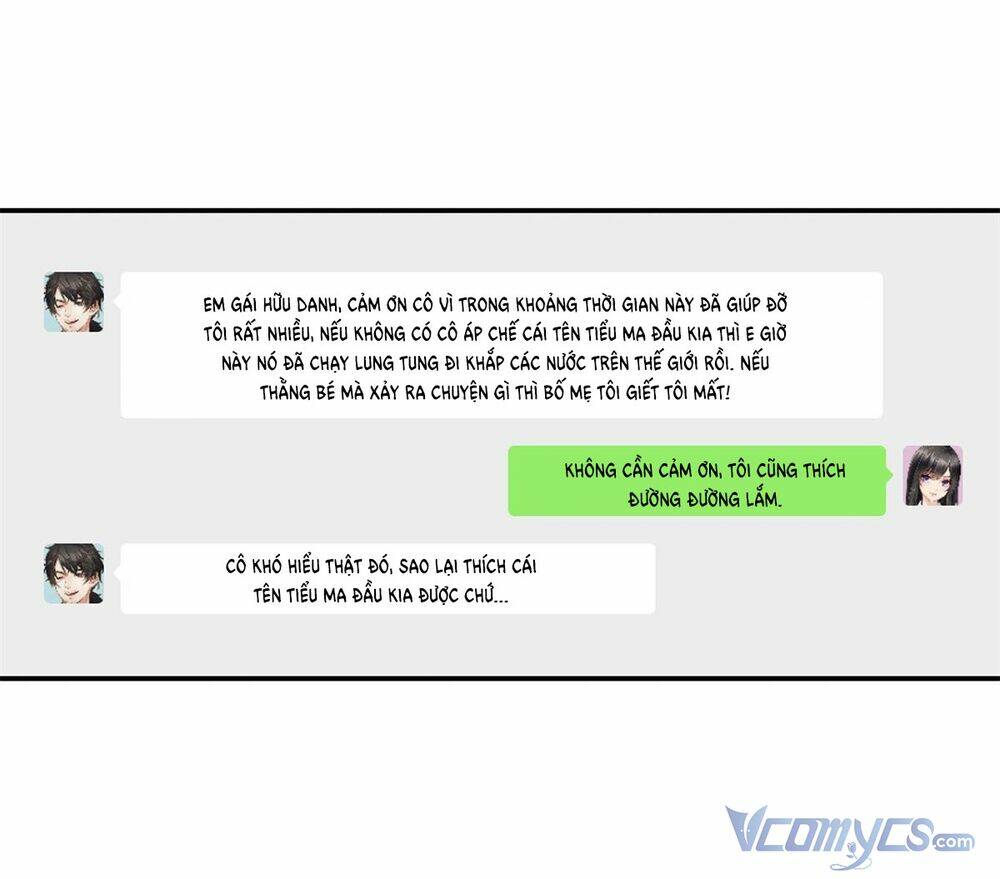 EM GÁI HỮU DANH, CẢM ƠN CÔ VÌ TRONG KHOẢNG THỜI GIAN NÀY ĐÃ GIÚP ĐỠ
TÔI RẤT NHIỀU, NẾU KHÔNG CÓ CÔ ÁP CHẾ CÁI TÊN TIỂU MA ĐẦU KIA THÌ E GIỜ
NÀY NÓ ĐÃ CHẠY LUNG TUNG ĐI KHẮP CÁC NƯỚC TRÊN THẾ GIỚI RỒI. NẾU
THẰNG BÉ MÀ XẢY RA CHUYỆN GÌ THÌ BỐ MẸ TÔI GIẾT TÔI MẤT!
KHÔNG CẦN CẢM ƠN, TÔI CŨNG THÍCH
ĐƯỜNG ĐƯỜNG LẮM.
CÔ KHÓ HIỂU THẬT ĐÓ, SAO LẠI THÍCH CÁI
TÊN TIỂU MA ĐẦU KIA ĐƯỢC CHỨ...
Vcomycs.com